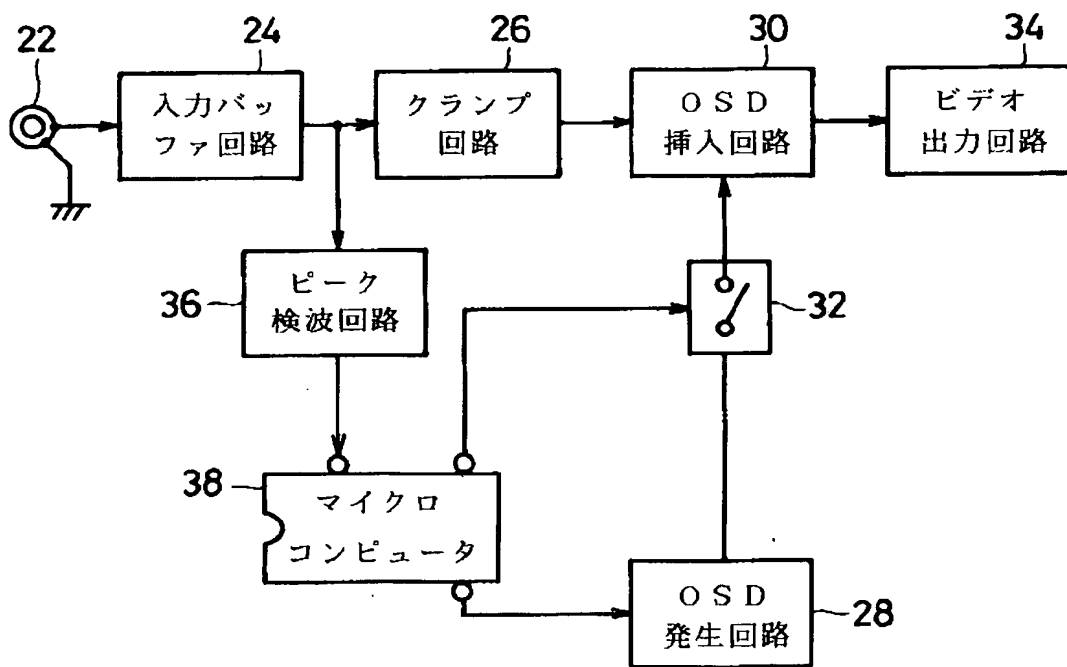 22
24
26
30
34
入力バッ
ファ回路
クランプ
回路
OSD
挿入回路
ビデオ
出力回路
36
ピーク
検波回路
32
38
マイクロ
コンピュータ
OSD
発生回路
28